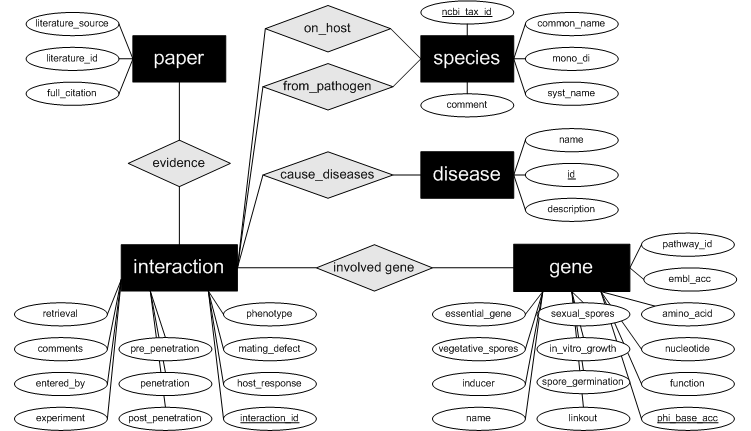 ncbi_tax_id
literature_source
on_host
common_name
paper
species
literature_id
mono_di
from_pathogen
full_citation
syst_name
comment
name
evidence
cause_diseases
disease
id
description
pathway_id
interaction
involved gene
gene
embl_acc
retrieval
phenotype
essential_gene
sexual_spores
amino_acid
comments
pre_penetration
mating_defect
vegetative_spores
in_vitro_growth
nucleotide
entered_by
penetration
host_response
inducer
spore_germination
function
experiment
post_penetration
interaction_id
name
linkout
phi_base_acc